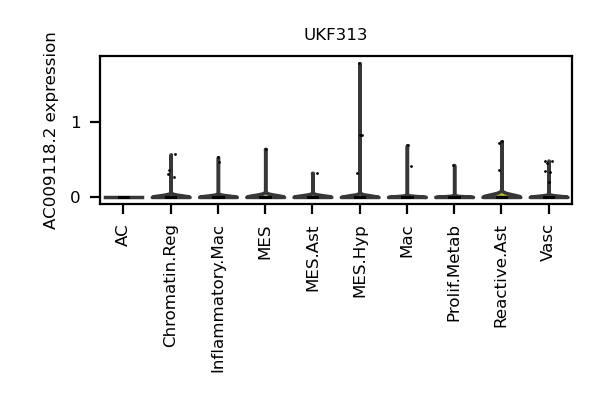 UKF313
AC009118.2 expression
1
0
AC
Chromatin.Reg
Inflammatory.Mac
MES
MES.Ast
MES.Hyp
Mac
Prolif.Metab
Reactive.Ast
Vasc